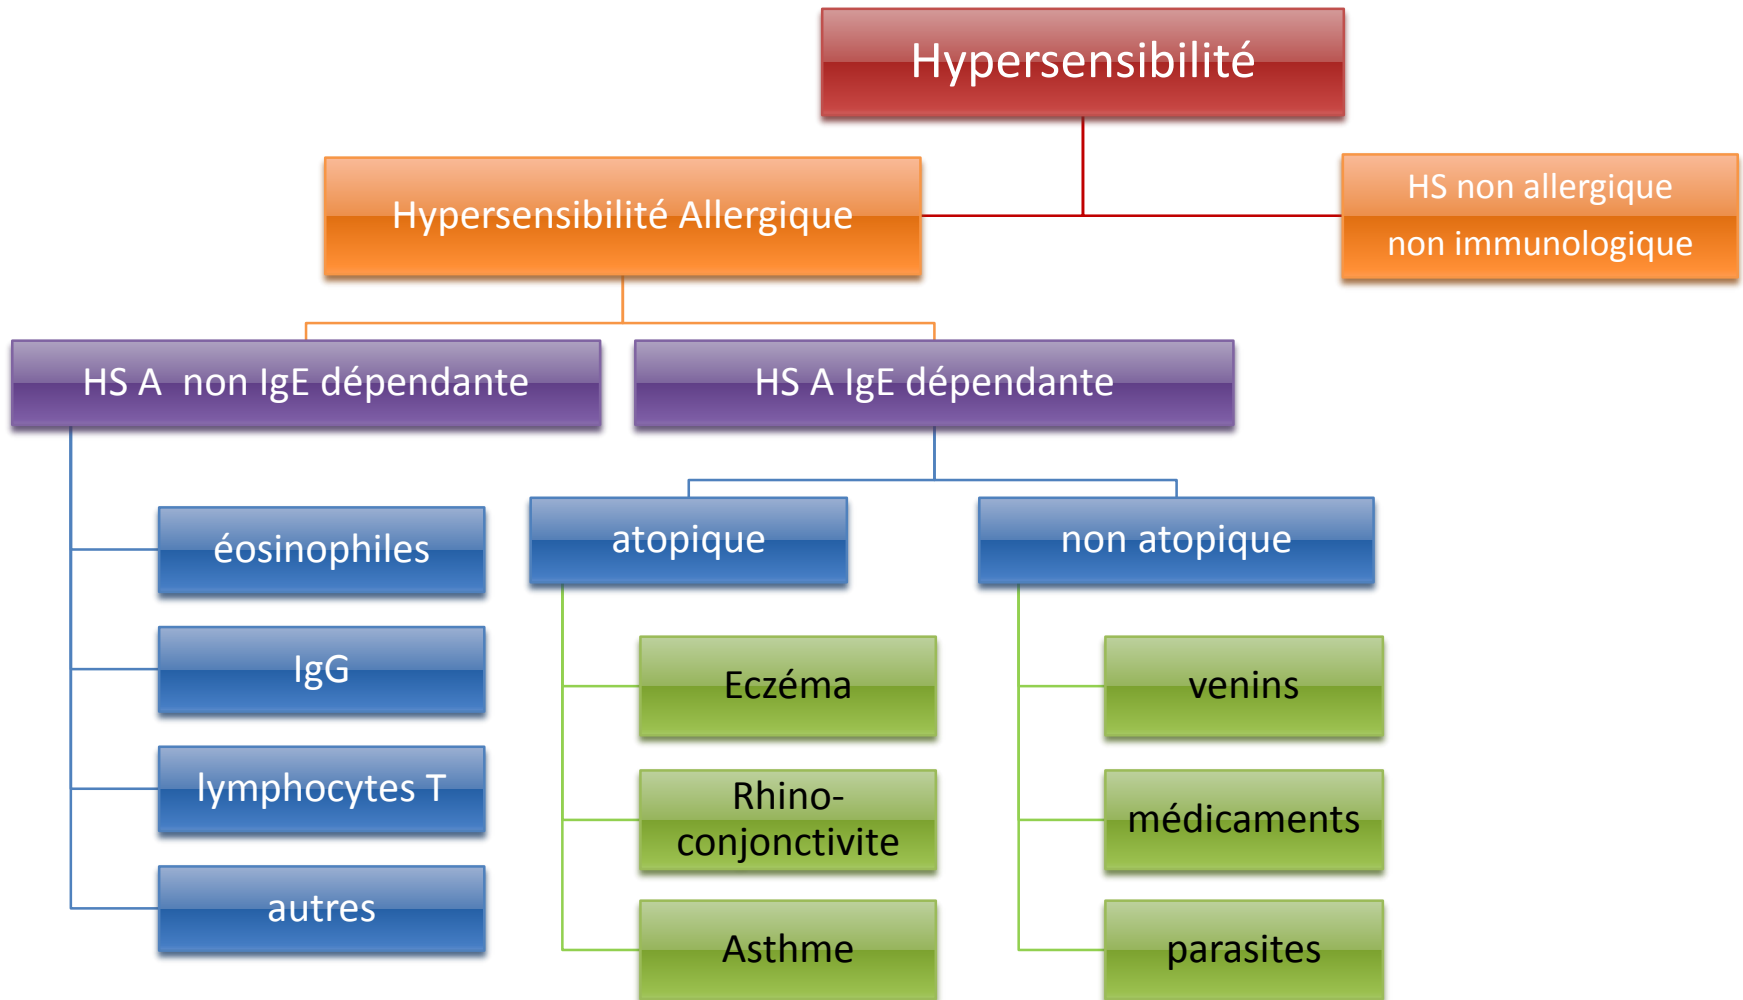 Hypersensibilité
Hypersensibilité Allergique
HS non allergique
non immunologique
HS A  non IgE dépendante
HS A IgE dépendante
éosinophiles
IgG
lymphocytes T
autres
atopique
Eczéma
Rhino-
conjonctivite
Asthme
non atopique
venins
médicaments
parasites